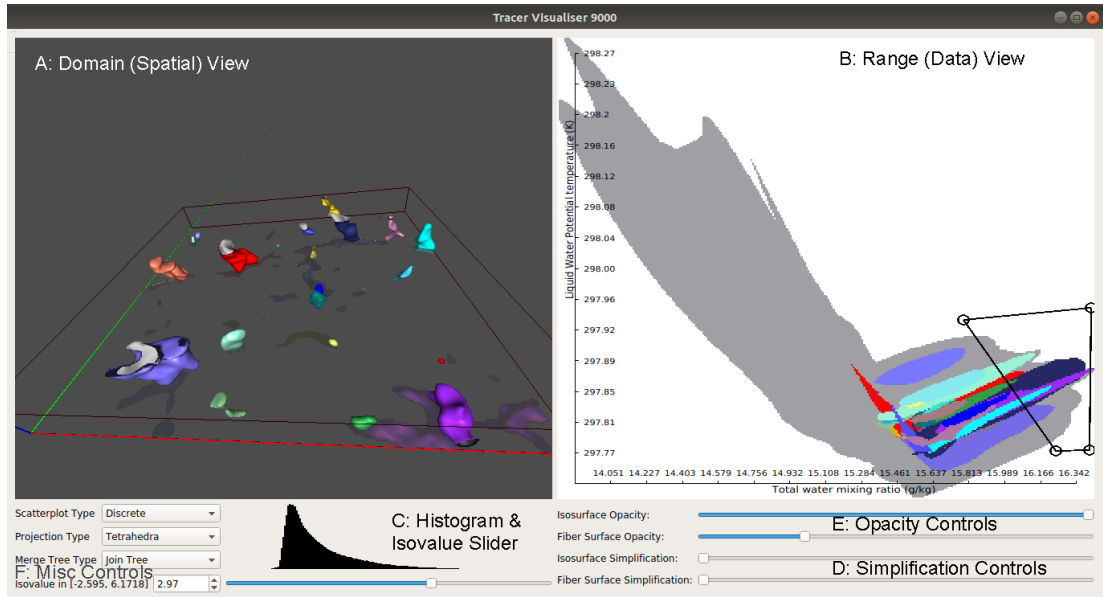 Tracer Visualiser 9000
A: Domain (Spatial) View
B: Range (Data) View
298.27
298.23
298.2
298.16
298.12
298.08
298.04
298.00
297.96
297.92
297.89
297.85
297.81
297.77
Liquid Water Potential temperature (K)
14.051 14.227 14.403 14.579 14.756 14.932 15.108 15.284 15.461 15.637 15.813 15.989 16.166 16.342
Total water mixing ratio (g/kg)
Scatterplot Type Discrete
Projection Type Tetrahedra
Merge Tree Type Join Tree
F: Misc Controls
Isovalue in [-2.595, 6.1718] 2.97
C: Histogram &
Isovalue Slider
Isosurface Opacity:
E: Opacity Controls
Fiber Surface Opacity:
Isosurface Simplification:
D: Simplification Controls
Fiber Surface Simplification: